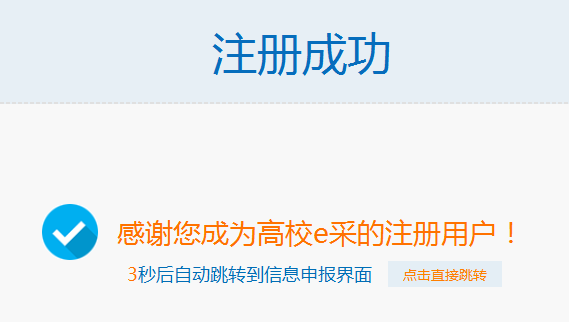 注册成功
感谢您成为高校e采的注册用户！
3秒后自动跳转到信息申报界面 点击直接跳转